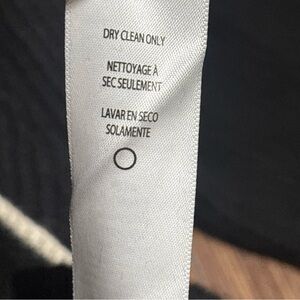 DRY CLEAN ONLY
NETTOYAGE À
SEC SEULEMENT
LAVAR EN SECO
SOLAMENTE